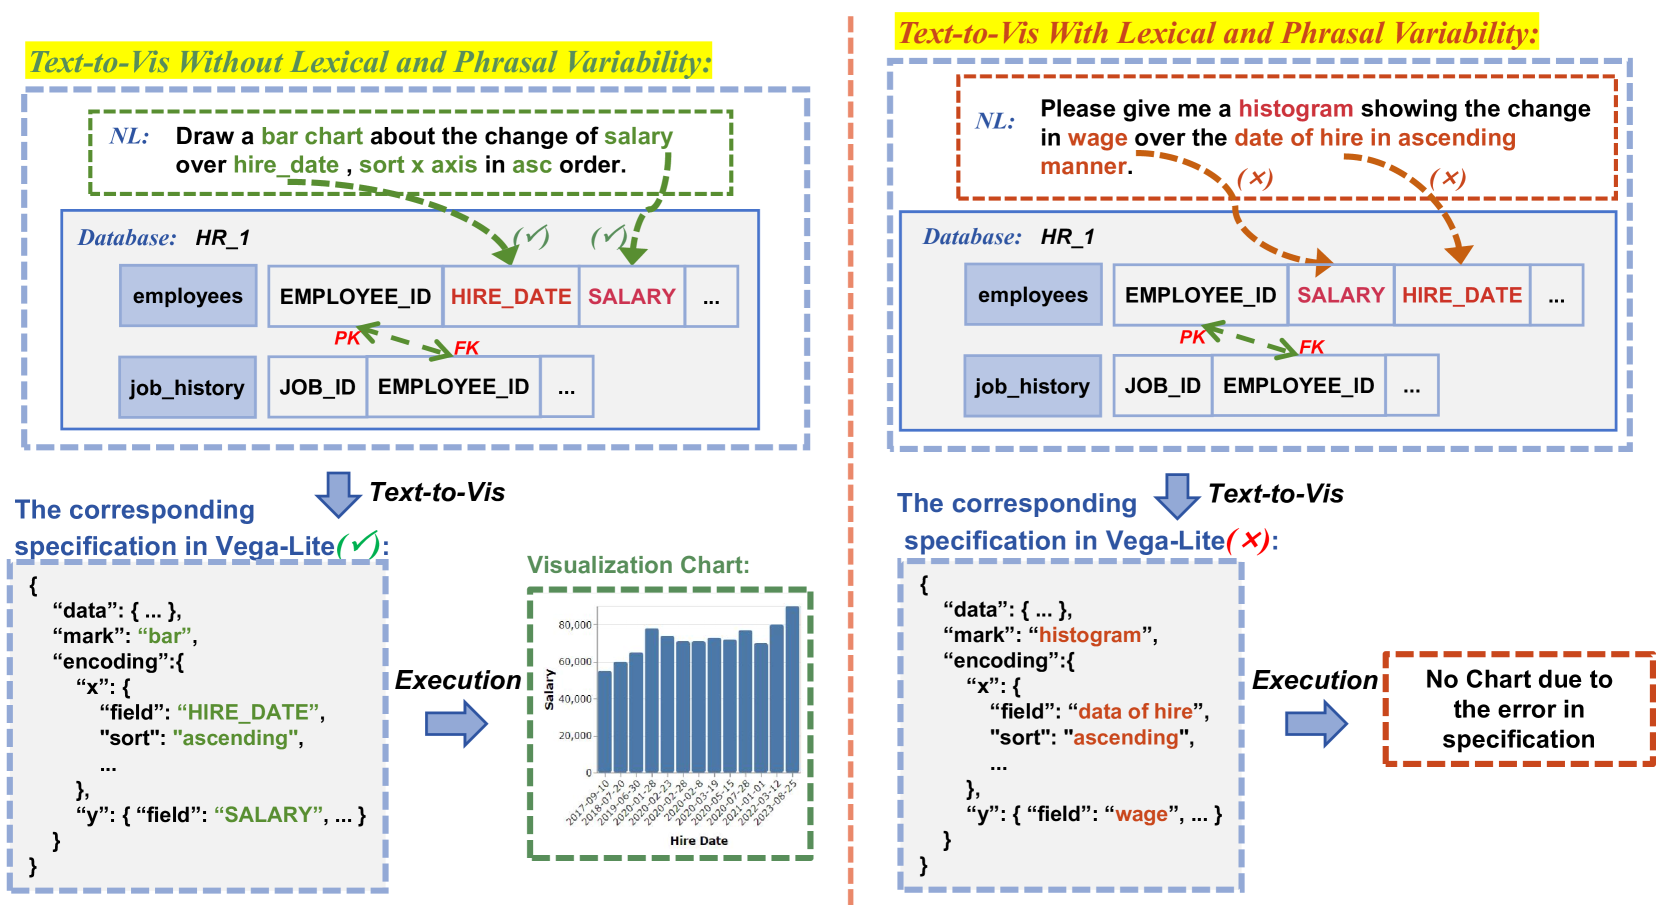 Text-to-Vis Without Lexical and Phrasal Variability:
NL: Draw a bar chart about the change of salary
over hire_date , sort x axis in asc order.
(✓) (✓)
Database: HR_1
employees EMPLOYEE_ID HIRE_DATE SALARY ...
PK FK
job_history JOB_ID EMPLOYEE_ID ...
Text-to-Vis
The corresponding
specification in Vega-Lite(✓):
{
“data”: { ... },
“mark”: “bar”,
“encoding”:{
“x”: {
“field”: “HIRE_DATE”,
"sort": "ascending",
...
},
“y”: { “field”: “SALARY”, ... }
}
}
Execution
Visualization Chart:
80,000
60,000
40,000
20,000
0
Salary
2017-09-10
2018-07-20
2019-06-30
2020-01-28
2020-02-23
2020-02-28
2020-02-8
2020-03-19
2020-05-15
2020-07-28
2021-01-01
2022-03-12
2023-08-25
Hire Date
Text-to-Vis With Lexical and Phrasal Variability:
NL: Please give me a histogram showing the change
in wage over the date of hire in ascending
manner.
(×) (×)
Database: HR_1
employees EMPLOYEE_ID SALARY HIRE_DATE ...
PK FK
job_history JOB_ID EMPLOYEE_ID ...
Text-to-Vis
The corresponding
specification in Vega-Lite(×):
{
“data”: { ... },
“mark”: “histogram”,
“encoding”:{
“x”: {
“field”: “data of hire”,
"sort": "ascending",
...
},
“y”: { “field”: “wage”, ... }
}
}
Execution
No Chart due to
the error in
specification